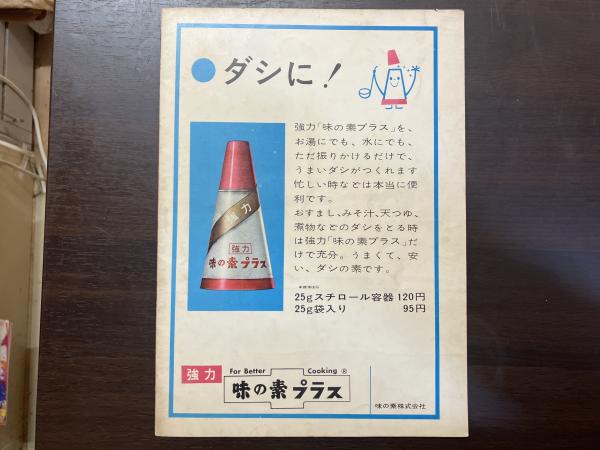 ●ダシに！
強力「味の素プラス」を、
お湯にでも、水にでも、
ただ振りかけるだけで、
うまいダシがつくれます
忙しい時などは本当に便
利です。
おすまし、みそ汁、天つゆ、
煮物などのダシをとる時
は強力「味の素プラス」だ
けで充分。うまくて、安
い、ダシの素です。
強力
強力
味の素プラス
25gスチロール容器 120円
25g袋入り 95円
強力
For Better Cooking ®
味の素プラス
味の素株式会社